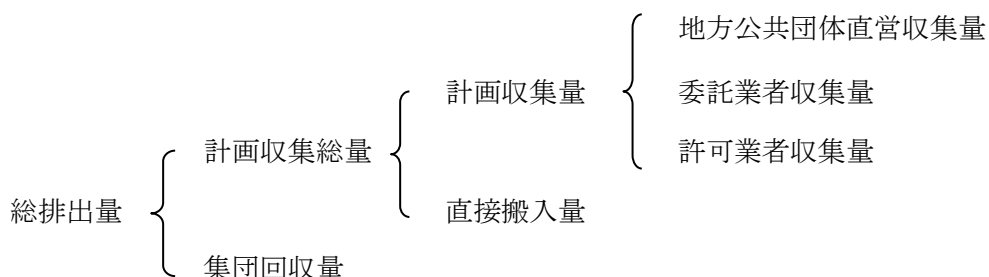 地方公共団体直営収集量
計画収集量
委託業者収集量
計画収集総量
許可業者収集量
総排出量
直接搬入量
集団回収量